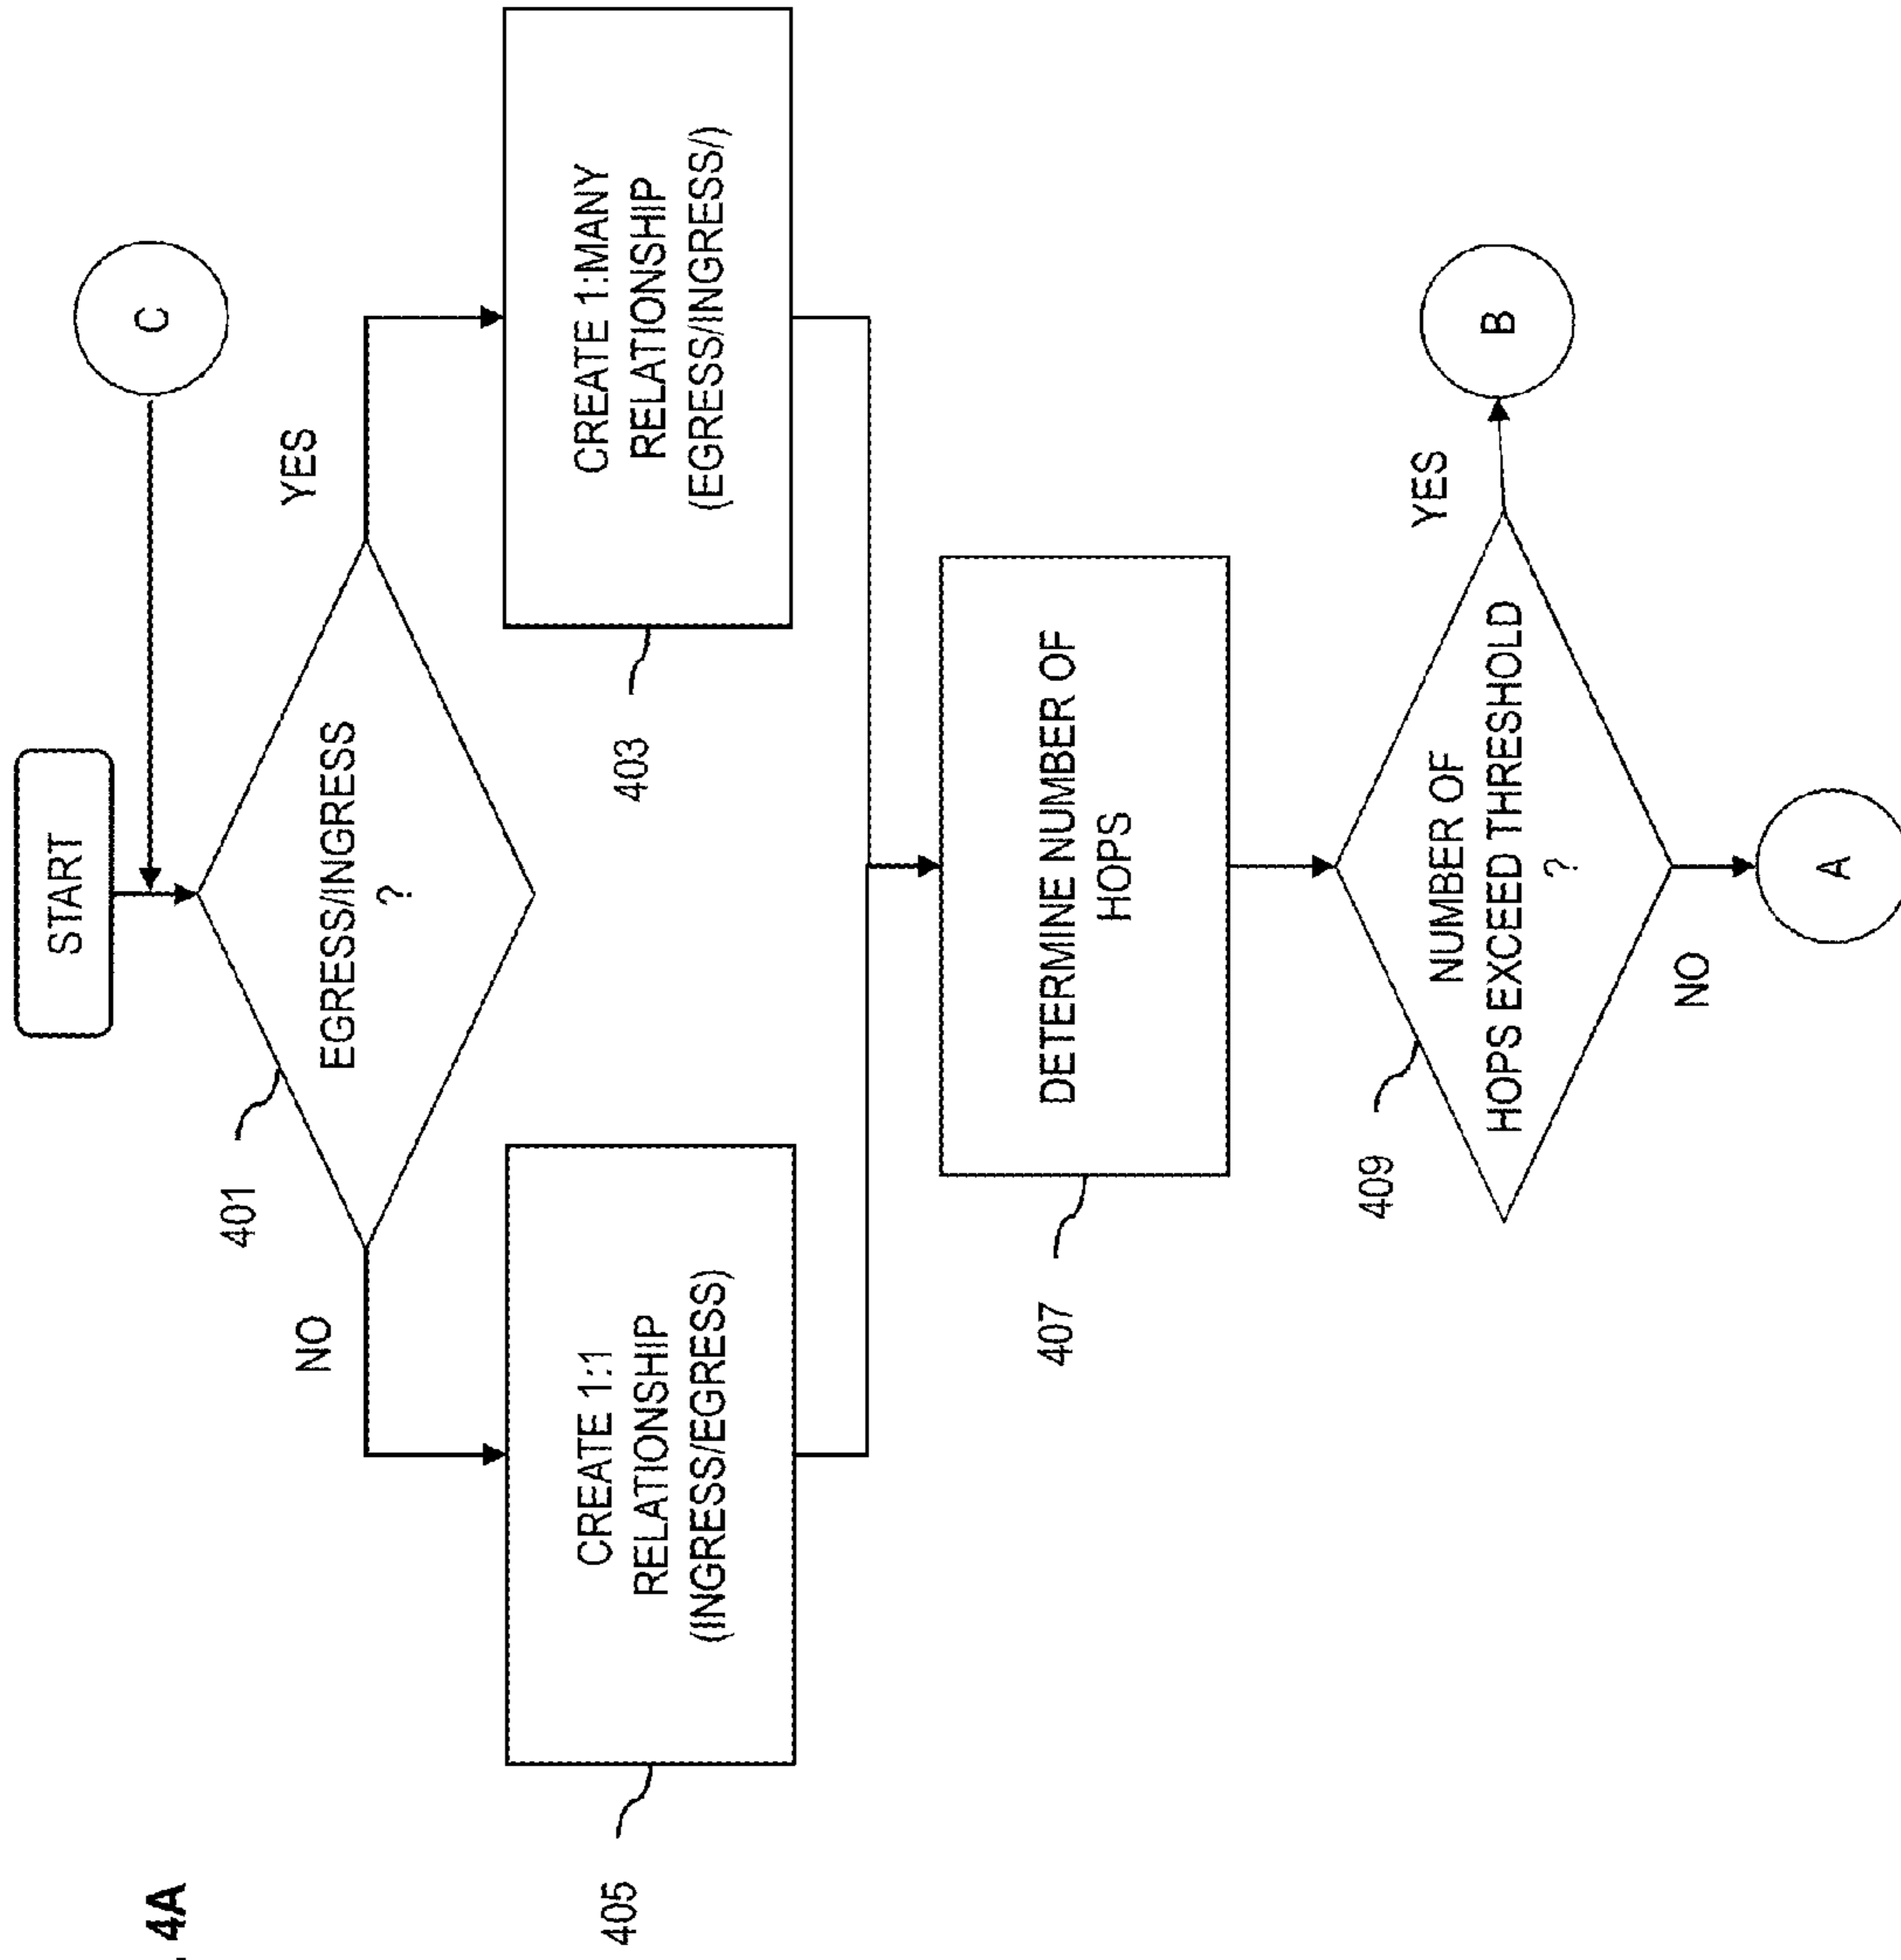 4A
START
C
401
EGRESS/INGRESS
?
NO
YES
405
CREATE 1:1
RELATIONSHIP
(INGRESS/EGRESS)
403
CREATE 1:MANY
RELATIONSHIP
(EGRESS/INGRESS/)
407
DETERMINE NUMBER OF
HOPS
409
NUMBER OF
HOPS EXCEED THRESHOLD
?
YES
B
NO
A